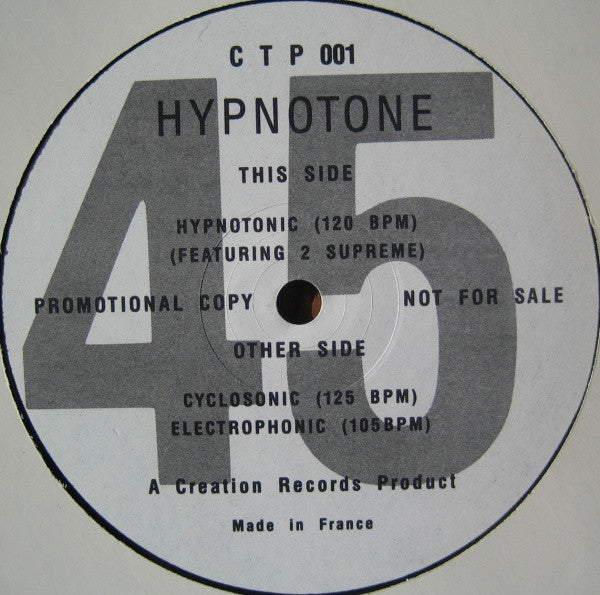 CTP 001
HYPNOTONE
THIS SIDE
HYPNOTONIC (120 BPM)
(FEATURING 2 SUPREME)
PROMOTIONAL COPY NOT FOR SALE
OTHER SIDE
CYCLOSONIC (125 BPM)
ELECTROPHONIC (105BPM)
A Creation Records Product
Made in France
45